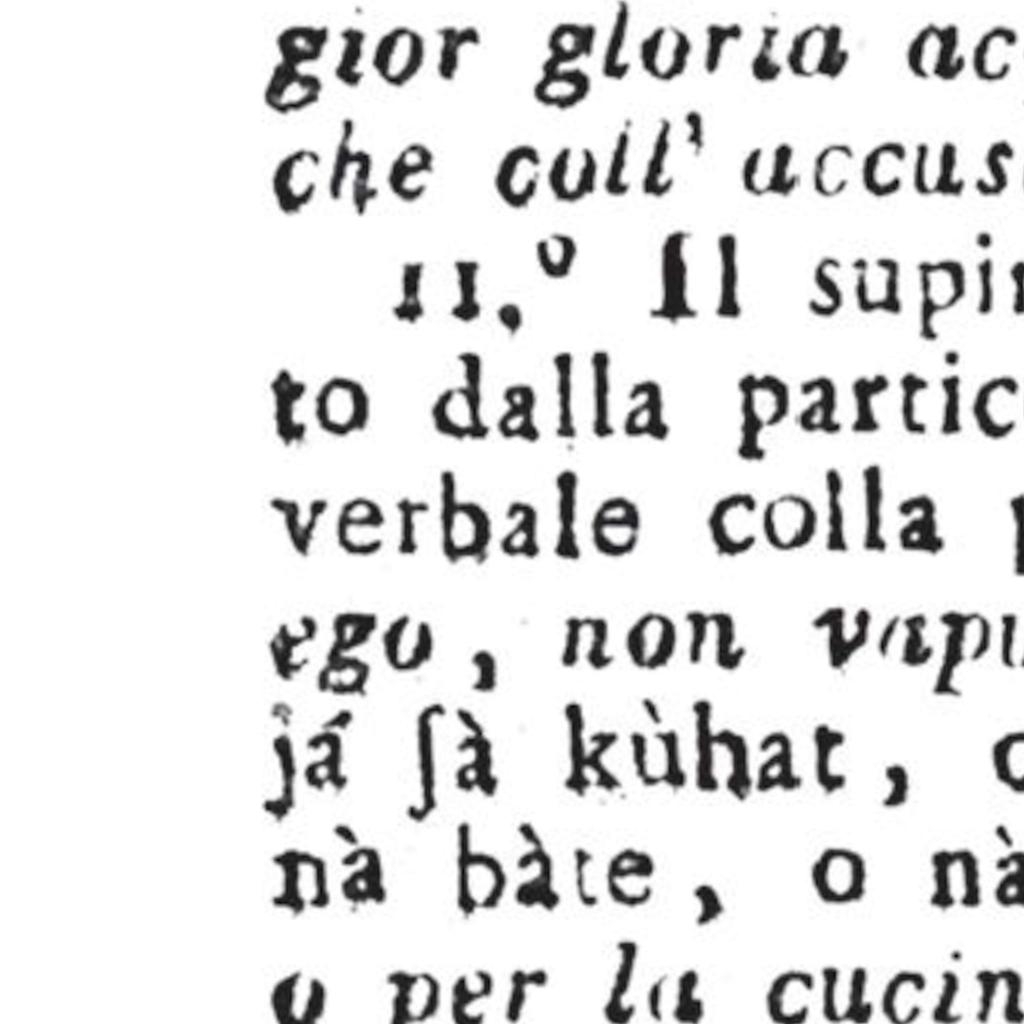 gior gloria ac
che coll' accus
11.º Il supin
to dalla partic
verbale colla p
ego, non vapu
já ſà kùhat, o
nà bàte, o nà
o per la cucin